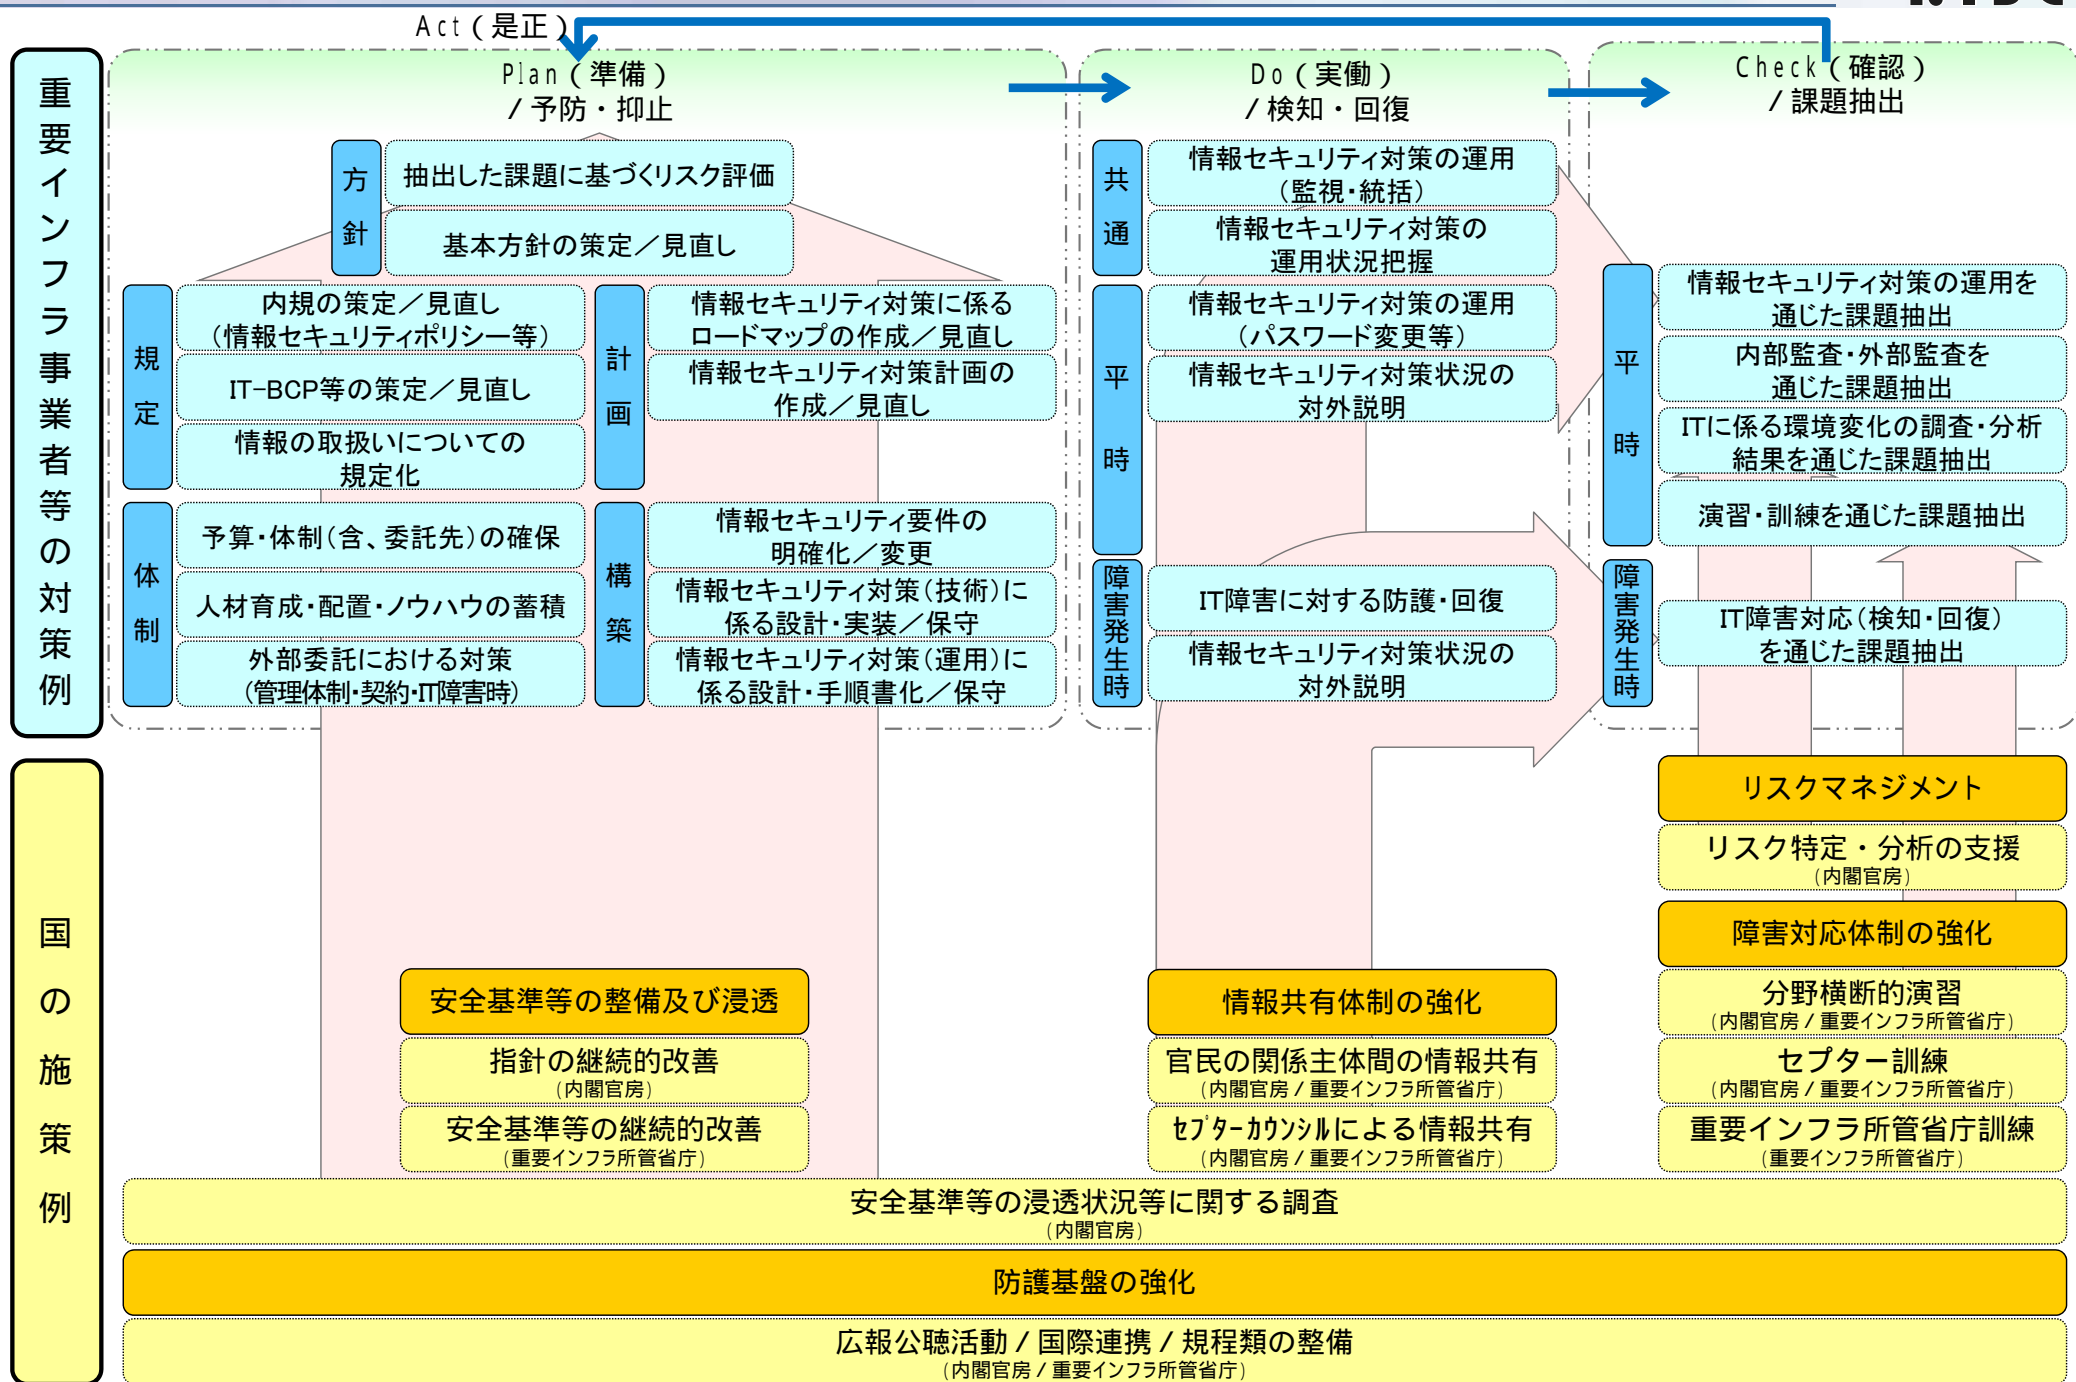 Act（是正）
重要インフラ事業者等の対策例
Plan（準備）
/ 予防・抑止
方針
抽出した課題に基づくリスク評価
基本方針の策定／見直し
規定
内規の策定／見直し
（情報セキュリティポリシー等）
IT-BCP等の策定／見直し
情報の取扱いについての
規定化
計画
情報セキュリティ対策に係る
ロードマップの作成／見直し
情報セキュリティ対策計画の
作成／見直し
体制
予算・体制（含、委託先）の確保
人材育成・配置・ノウハウの蓄積
外部委託における対策
（管理体制・契約・IT障害時）
構築
情報セキュリティ要件の
明確化／変更
情報セキュリティ対策（技術）に
係る設計・実装／保守
情報セキュリティ対策（運用）に
係る設計・手順書化／保守
Do（実働）
/ 検知・回復
共通
情報セキュリティ対策の運用
（監視・統括）
情報セキュリティ対策の
運用状況把握
平時
情報セキュリティ対策の運用
（パスワード変更等）
情報セキュリティ対策状況の
対外説明
障害発生時
IT障害に対する防護・回復
情報セキュリティ対策状況の
対外説明
Check（確認）
/ 課題抽出
平時
情報セキュリティ対策の運用を
通じた課題抽出
内部監査・外部監査を
通じた課題抽出
ITに係る環境変化の調査・分析
結果を通じた課題抽出
演習・訓練を通じた課題抽出
障害発生時
IT障害対応（検知・回復）
を通じた課題抽出
国の施策例
安全基準等の整備及び浸透
指針の継続的改善
（内閣官房）
安全基準等の継続的改善
（重要インフラ所管省庁）
情報共有体制の強化
官民の関係主体間の情報共有
（内閣官房 / 重要インフラ所管省庁）
ｾﾌﾟﾀｰｶｳﾝｼﾙによる情報共有
（内閣官房 / 重要インフラ所管省庁）
リスクマネジメント
リスク特定・分析の支援
（内閣官房）
障害対応体制の強化
分野横断的演習
（内閣官房 / 重要インフラ所管省庁）
セプター訓練
（内閣官房 / 重要インフラ所管省庁）
重要インフラ所管省庁訓練
（重要インフラ所管省庁）
安全基準等の浸透状況等に関する調査
（内閣官房）
防護基盤の強化
広報公聴活動 / 国際連携 / 規程類の整備
（内閣官房 / 重要インフラ所管省庁）